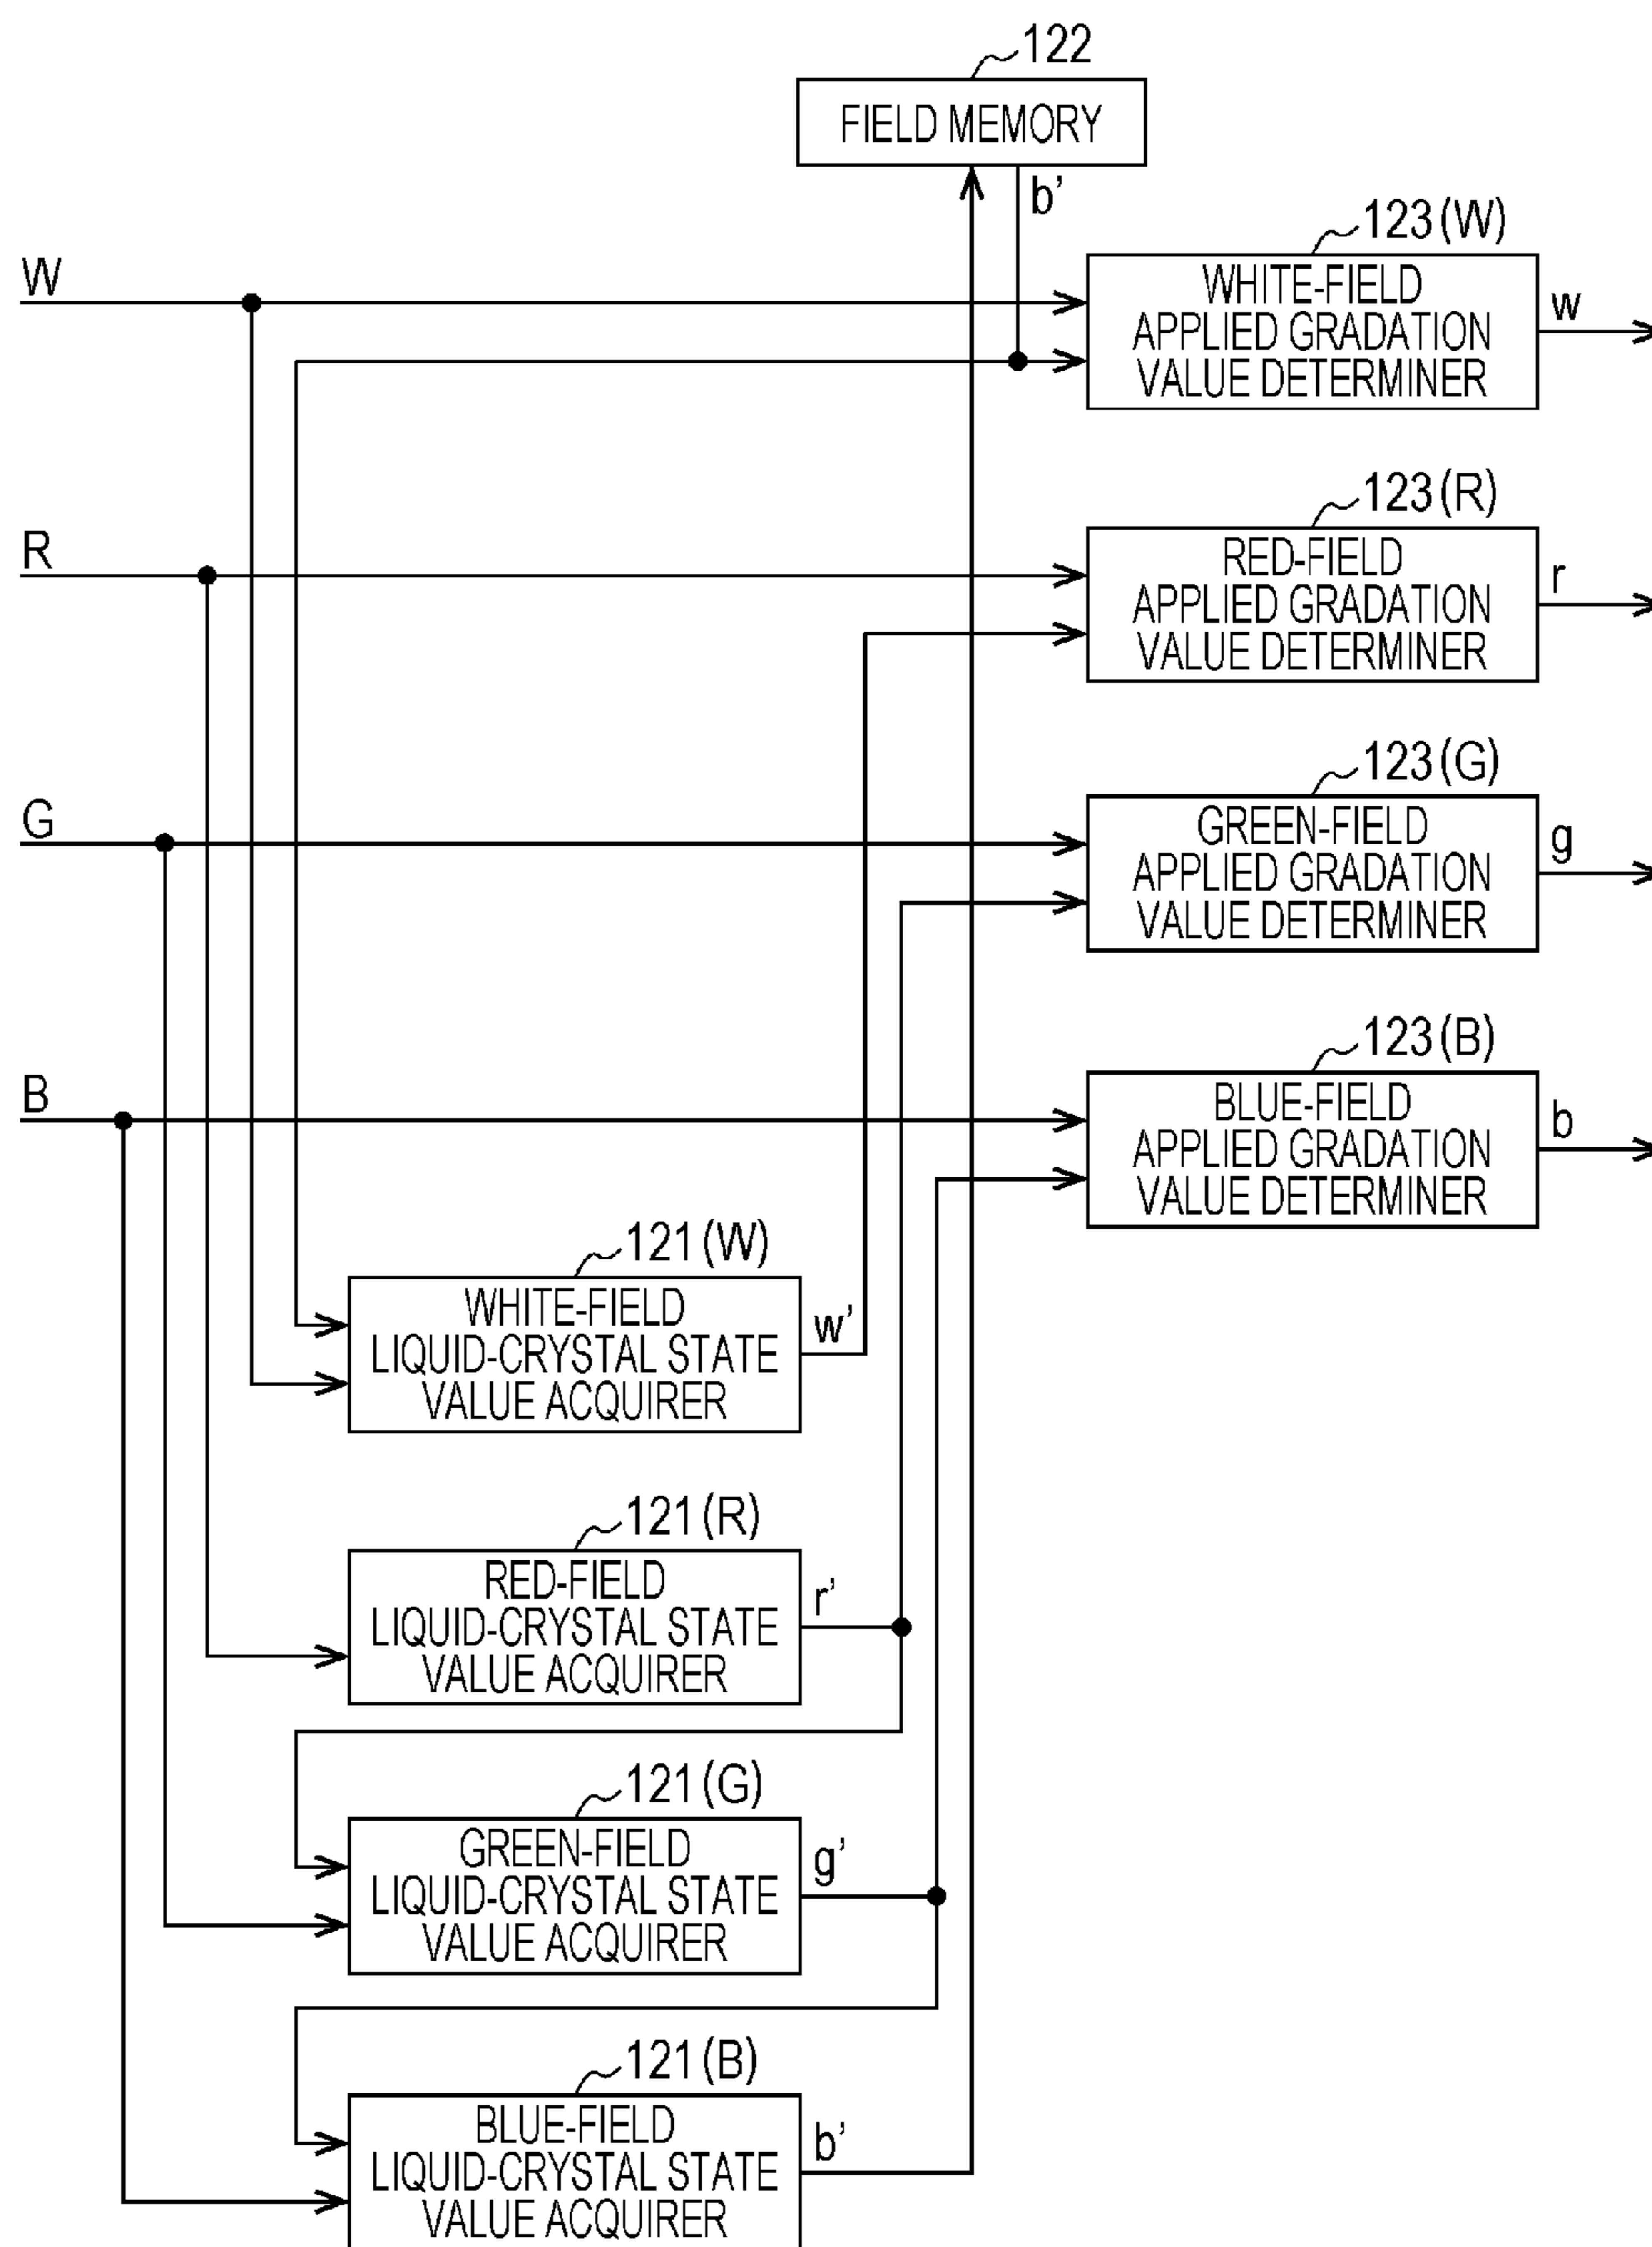 122
FIELD MEMORY
b’
123(W)
W
WHITE-FIELD
APPLIED GRADATION
VALUE DETERMINER
w
123(R)
R
RED-FIELD
APPLIED GRADATION
VALUE DETERMINER
r
123(G)
G
GREEN-FIELD
APPLIED GRADATION
VALUE DETERMINER
g
123(B)
B
BLUE-FIELD
APPLIED GRADATION
VALUE DETERMINER
b
121(W)
WHITE-FIELD
LIQUID-CRYSTAL STATE
VALUE ACQUIRER
w’
121(R)
RED-FIELD
LIQUID-CRYSTAL STATE
VALUE ACQUIRER
r’
121(G)
GREEN-FIELD
LIQUID-CRYSTAL STATE
VALUE ACQUIRER
g’
121(B)
BLUE-FIELD
LIQUID-CRYSTAL STATE
VALUE ACQUIRER
b’